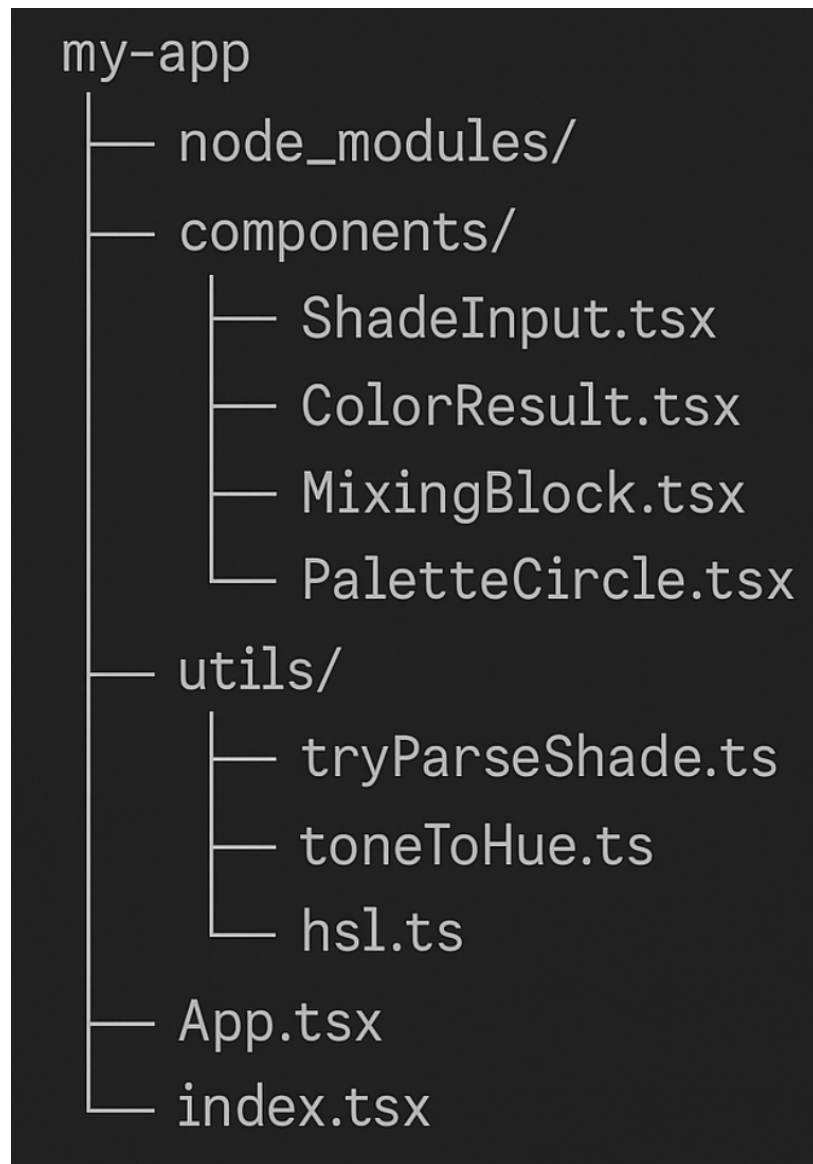 my-app
node_modules/
components/
ShadeInput.tsx
ColorResult.tsx
MixingBlock.tsx
PaletteCircle.tsx
utils/
tryParseShade.ts
toneToHue.ts
hsl.ts
App.tsx
index.tsx